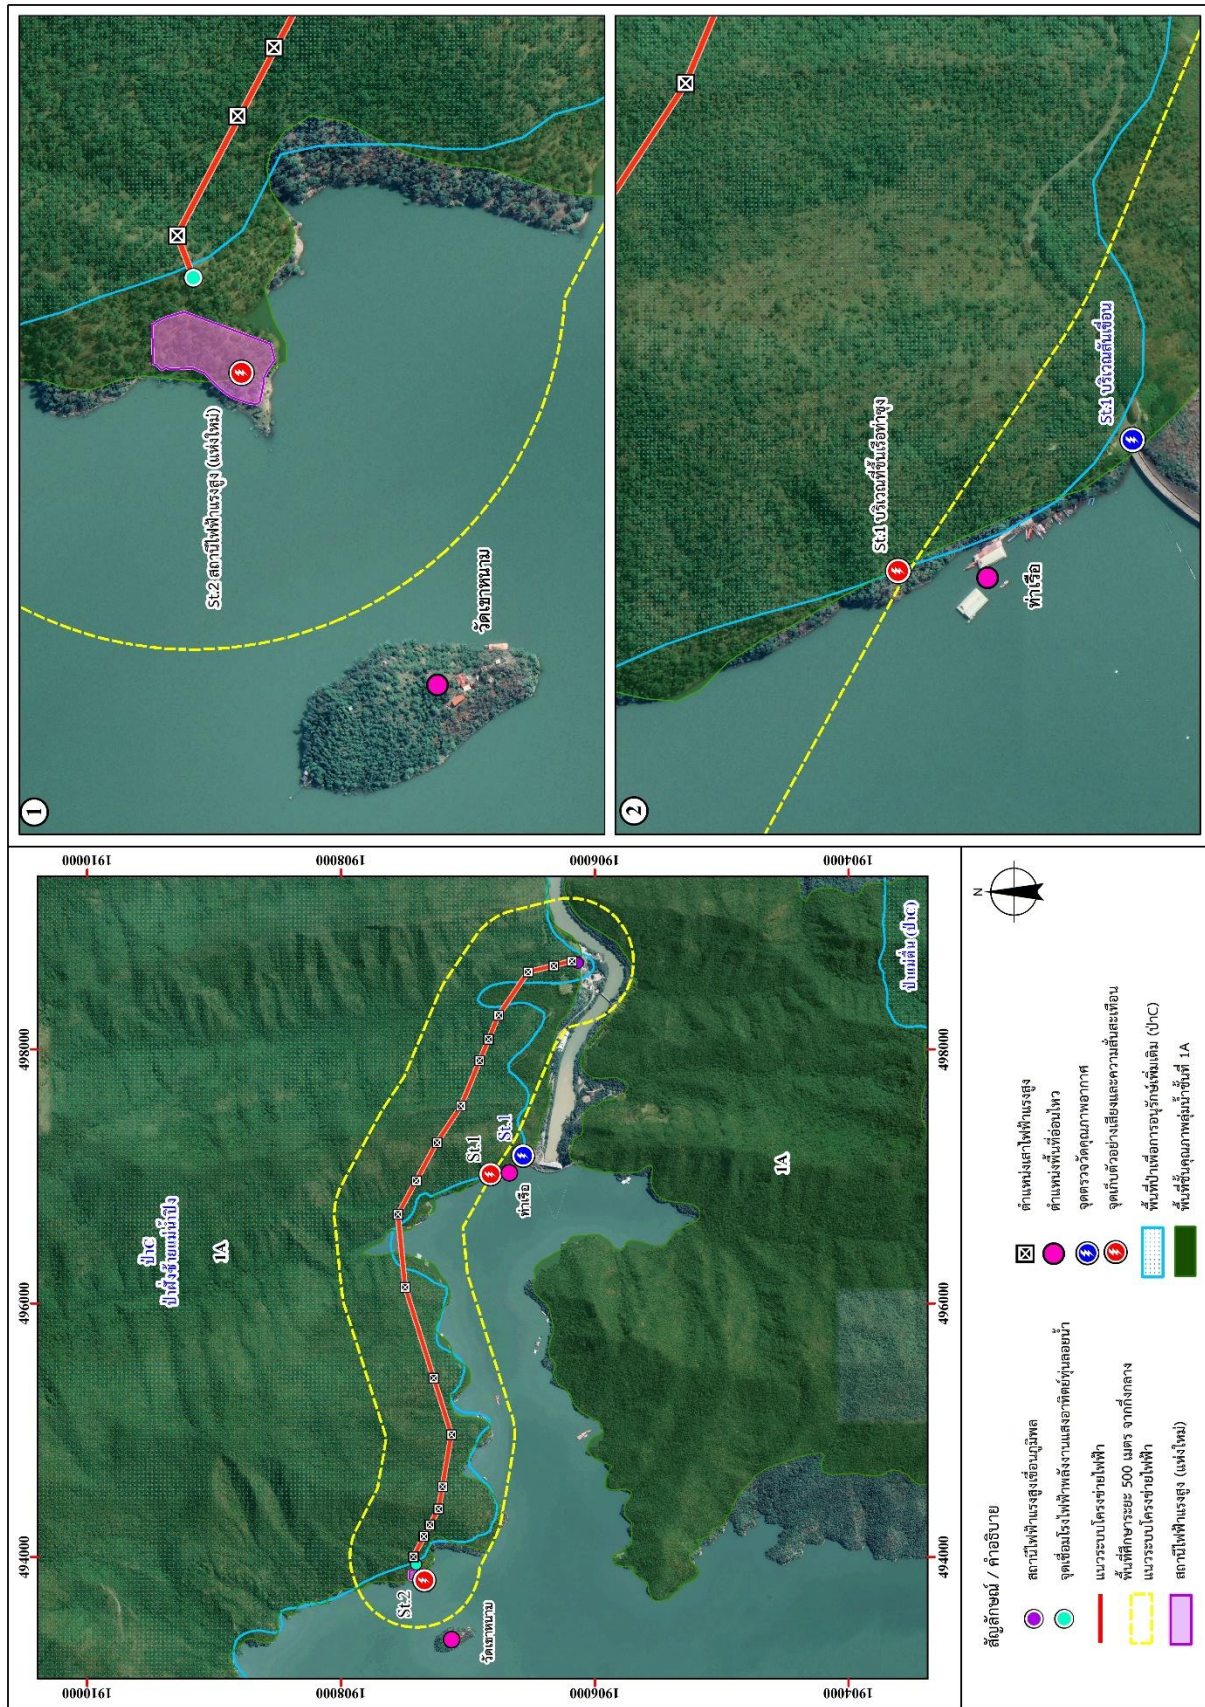 494000
496000
498000
1910000
1908000
1906000
1904000
1910000
1908000
1906000
1904000
494000
496000
498000
ป่าC
ป่าฝั่งซ้ายแม่น้ำปิง
1A
St.2
วัดเขาหนาม
St.1
St.1
ท่าเรือ
1A
ป่าแม่ตื่น (ป่าC)
1
St.2 สถานีไฟฟ้าแรงสูง (แห่งใหม่)
วัดเขาหนาม
2
St.1 บริเวณที่ขึ้นเรือท่าซุง
ท่าเรือ
St.1 บริเวณสันเขื่อน
สัญลักษณ์ / คำอธิบาย
สถานีไฟฟ้าแรงสูงเขื่อนภูมิพล
จุดเชื่อมโรงไฟฟ้าพลังงานแสงอาทิตย์ทุ่นลอยน้ำ
แนวระบบโครงข่ายไฟฟ้า
พื้นที่ศึกษาระยะ 500 เมตร จากกึ่งกลาง
แนวระบบโครงข่ายไฟฟ้า
สถานีไฟฟ้าแรงสูง (แห่งใหม่)
ตำแหน่งเสาไฟฟ้าแรงสูง
ตำแหน่งพื้นที่อ่อนไหว
จุดตรวจวัดคุณภาพอากาศ
จุดเก็บตัวอย่างเสียงและความสั่นสะเทือน
พื้นที่ป่าเพื่อการอนุรักษ์เพิ่มเติม (ป่าC)
พื้นที่ชั้นคุณภาพลุ่มน้ำชั้นที่ 1A
N